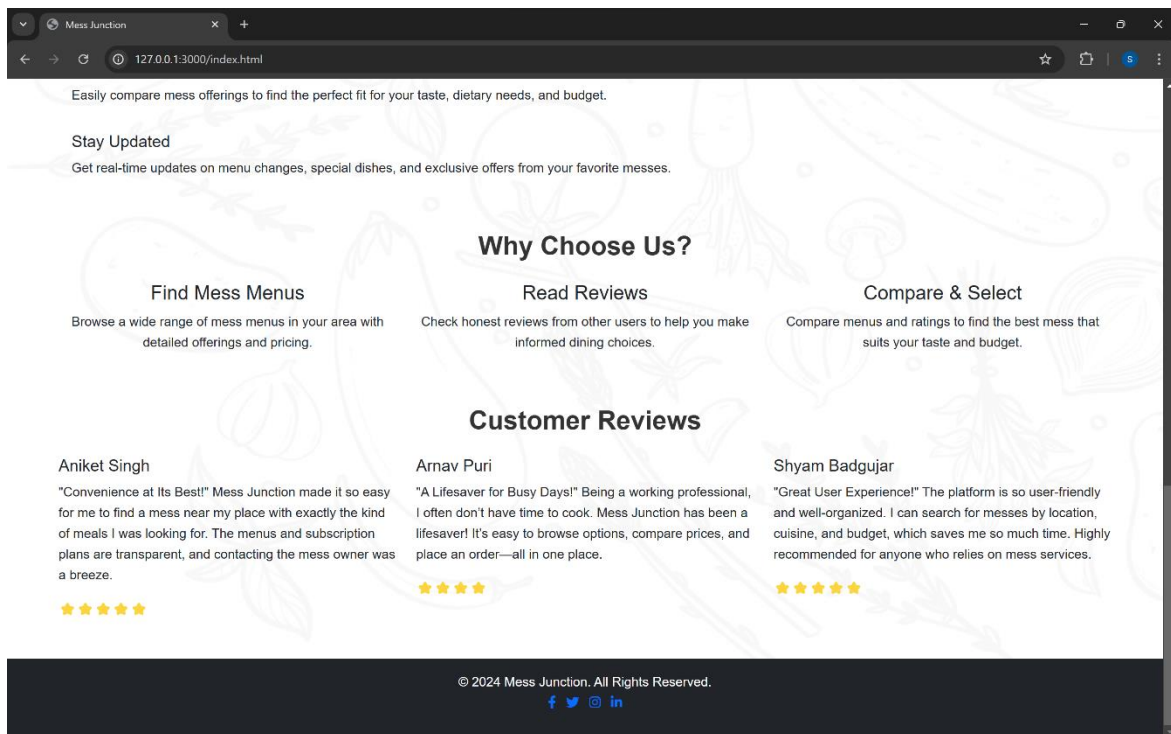 Mess Junction
127.0.0.1:3000/index.html
S
Easily compare mess offerings to find the perfect fit for your taste, dietary needs, and budget.
Stay Updated
Get real-time updates on menu changes, special dishes, and exclusive offers from your favorite messes.
Why Choose Us?
Find Mess Menus
Browse a wide range of mess menus in your area with
detailed offerings and pricing.
Read Reviews
Check honest reviews from other users to help you make
informed dining choices.
Compare & Select
Compare menus and ratings to find the best mess that
suits your taste and budget.
Customer Reviews
Aniket Singh
"Convenience at Its Best!" Mess Junction made it so easy
for me to find a mess near my place with exactly the kind
of meals I was looking for. The menus and subscription
plans are transparent, and contacting the mess owner was
a breeze.
Arnav Puri
"A Lifesaver for Busy Days!" Being a working professional,
I often don’t have time to cook. Mess Junction has been a
lifesaver! It’s easy to browse options, compare prices, and
place an order—all in one place.
Shyam Badgujar
"Great User Experience!" The platform is so user-friendly
and well-organized. I can search for messes by location,
cuisine, and budget, which saves me so much time. Highly
recommended for anyone who relies on mess services.
© 2024 Mess Junction. All Rights Reserved.